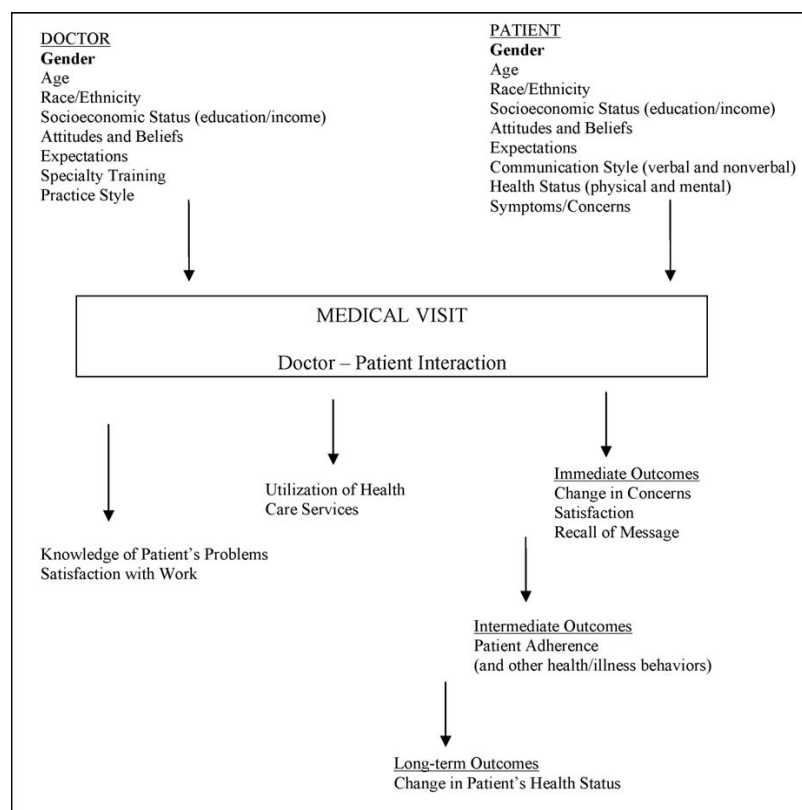 DOCTOR
Gender
Age
Race/Ethnicity
Socioeconomic Status (education/income)
Attitudes and Beliefs
Expectations
Specialty Training
Practice Style
PATIENT
Gender
Age
Race/Ethnicity
Socioeconomic Status (education/income)
Attitudes and Beliefs
Expectations
Communication Style (verbal and nonverbal)
Health Status (physical and mental)
Symptoms/Concerns
MEDICAL VISIT
Doctor – Patient Interaction
Knowledge of Patient’s Problems
Satisfaction with Work
Utilization of Health
Care Services
Immediate Outcomes
Change in Concerns
Satisfaction
Recall of Message
Intermediate Outcomes
Patient Adherence
(and other health/illness behaviors)
Long-term Outcomes
Change in Patient’s Health Status